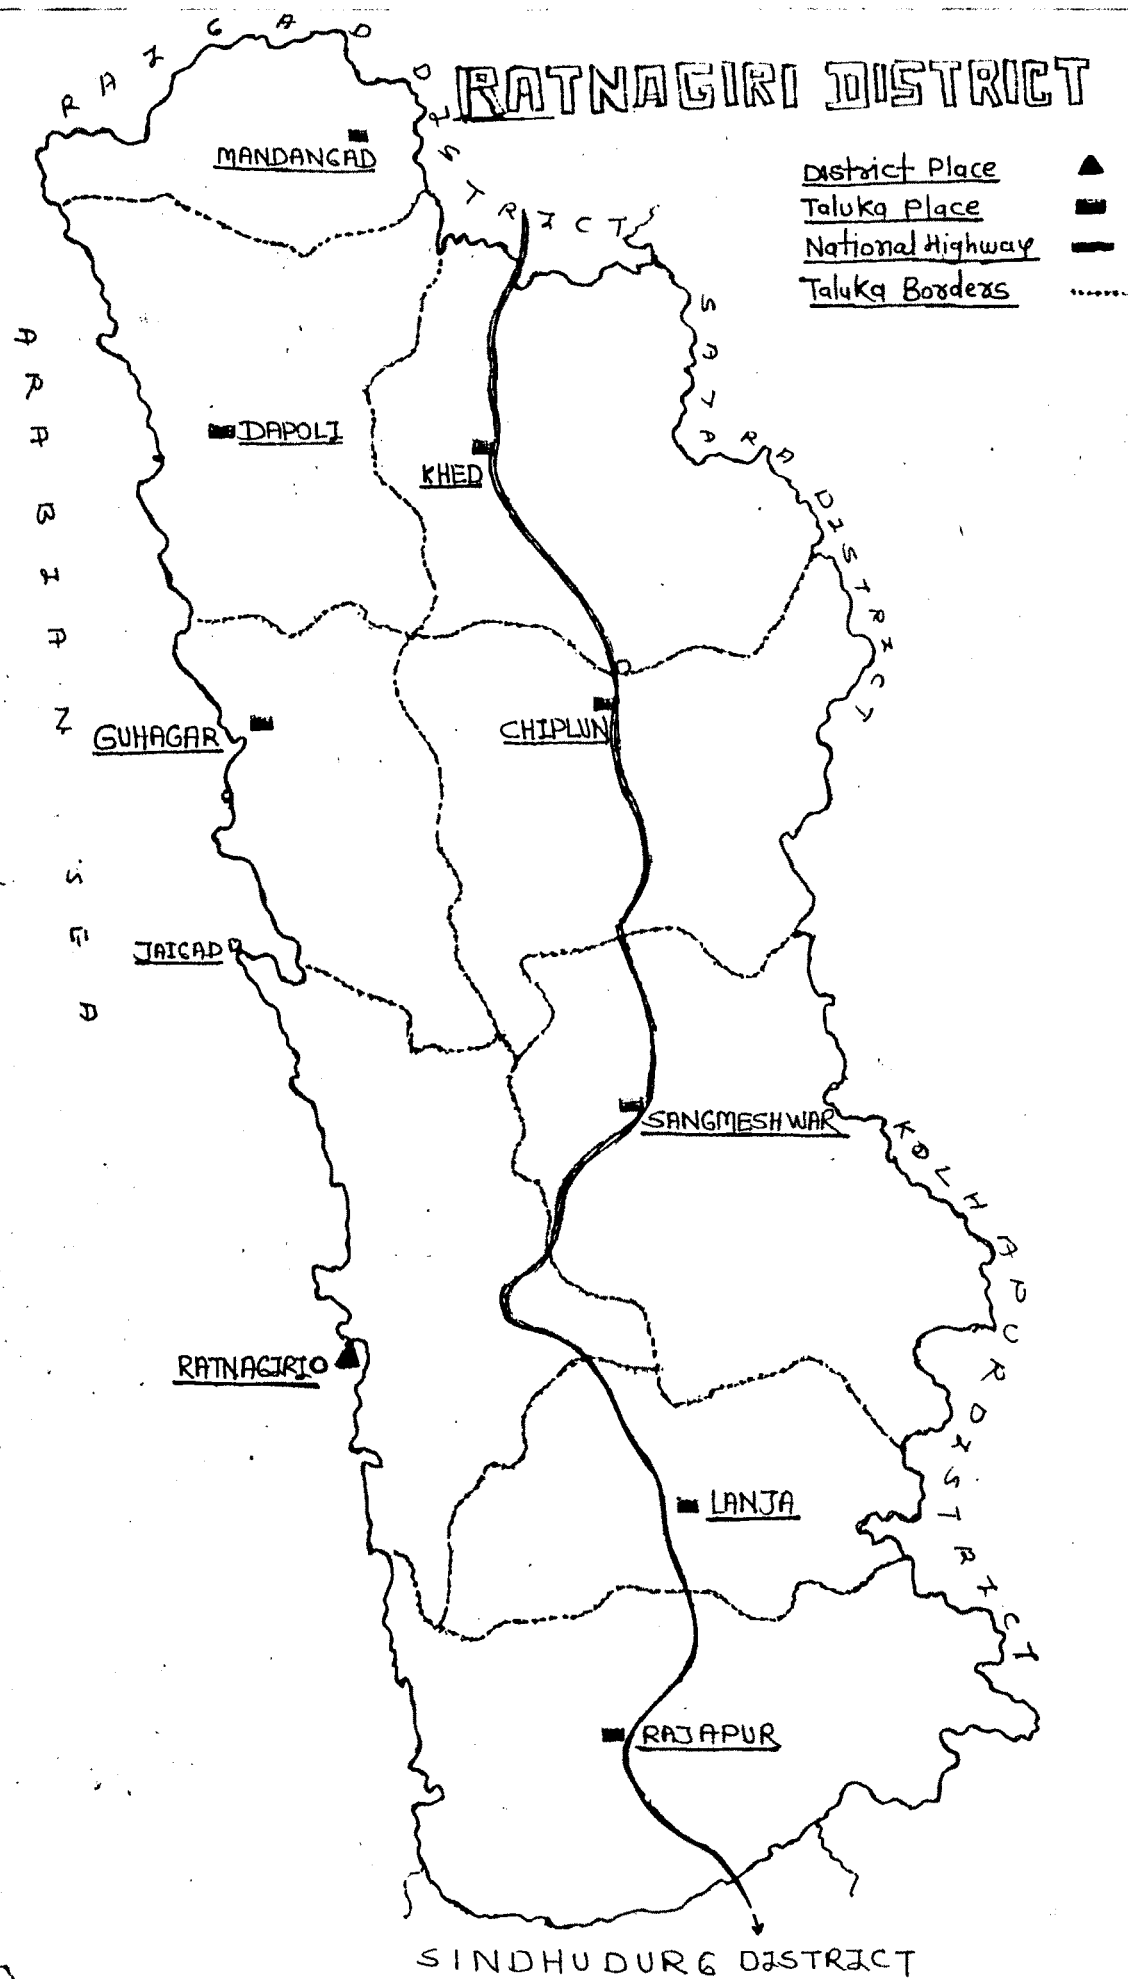 RAIGAD DISTRICT
RATNAGIRI DISTRICT
District Place
Taluka Place
National Highway
Taluka Borders
MANDANGAD
SATARA DISTRICT
ARABIAN SEA
DAPOLI
KHED
GUHAGAR
CHIPLUN
JAIGAD
SANGMESHWAR
KOLHAPUR DISTRICT
RATNAGIRI
LANJA
RAJAPUR
SINDHUDURG DISTRICT